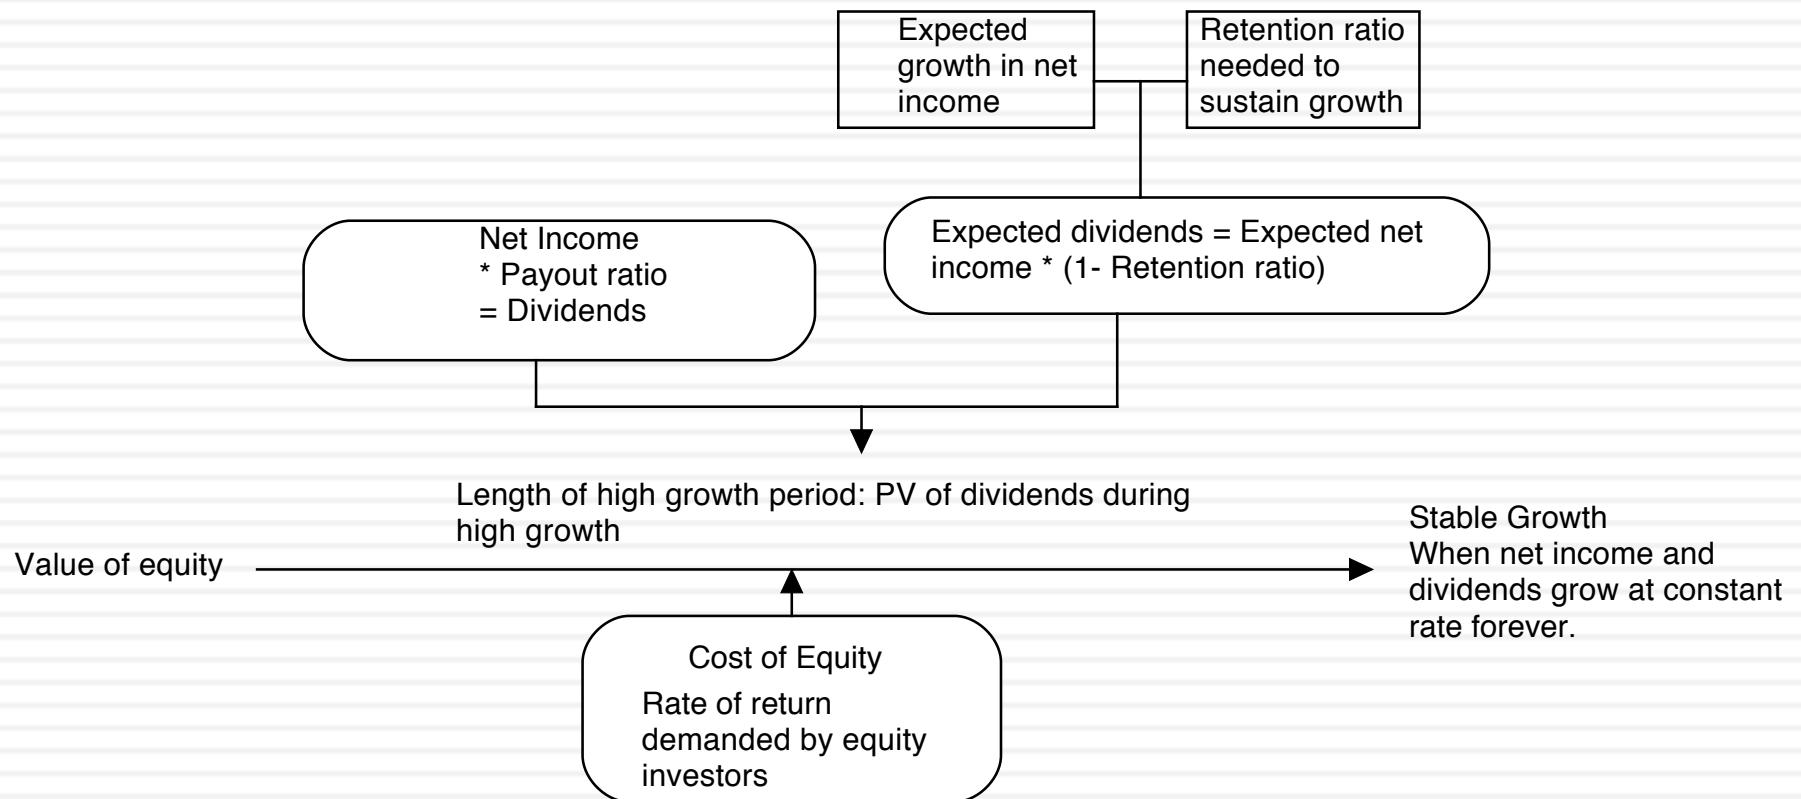 Expected
growth in net
income
Retention ratio
needed to
sustain growth
Net Income
* Payout ratio
= Dividends
Expected dividends = Expected net
income * (1- Retention ratio)
Length of high growth period: PV of dividends during
high growth
Value of equity
Stable Growth
When net income and
dividends grow at constant
rate forever.
Cost of Equity
Rate of return
demanded by equity
investors